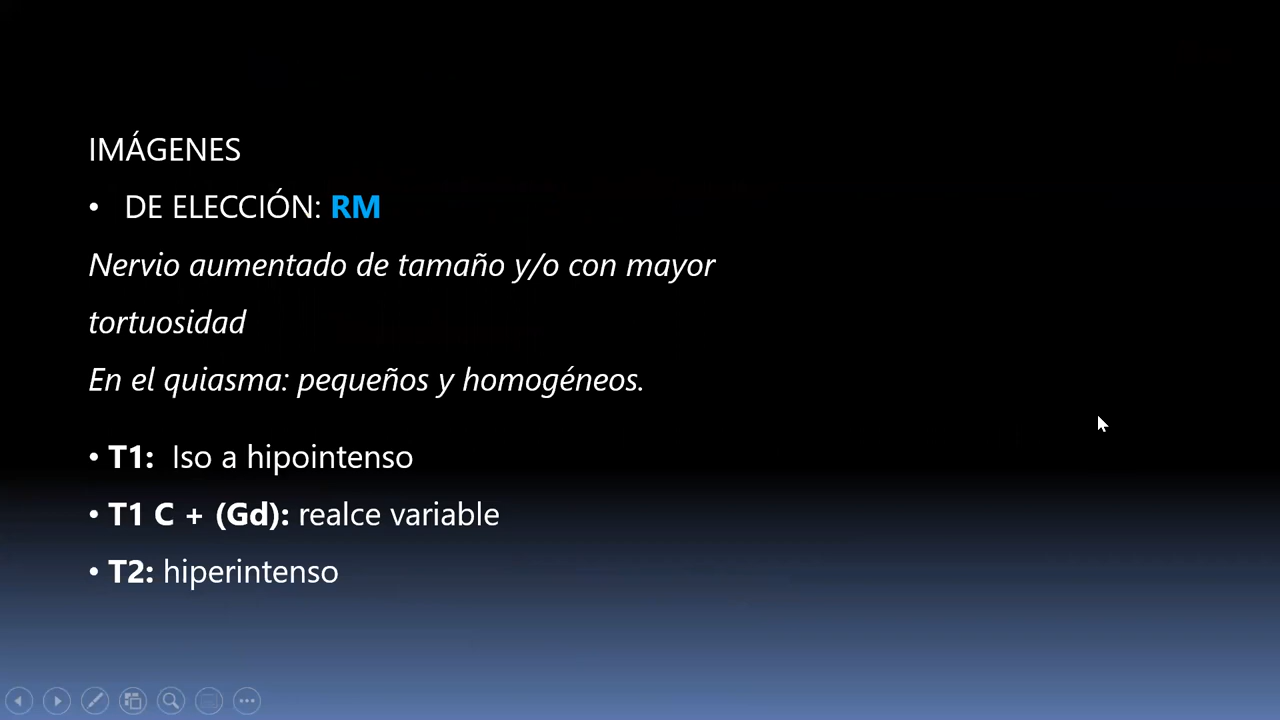 IMÁGENES
• DE ELECCIÓN: RM
Nervio aumentado de tamaño y/o con mayor
tortuosidad
En el quiasma: pequeños y homogéneos.
• T1: Iso a hipointenso
• T1 C + (Gd): realce variable
• T2: hiperintenso